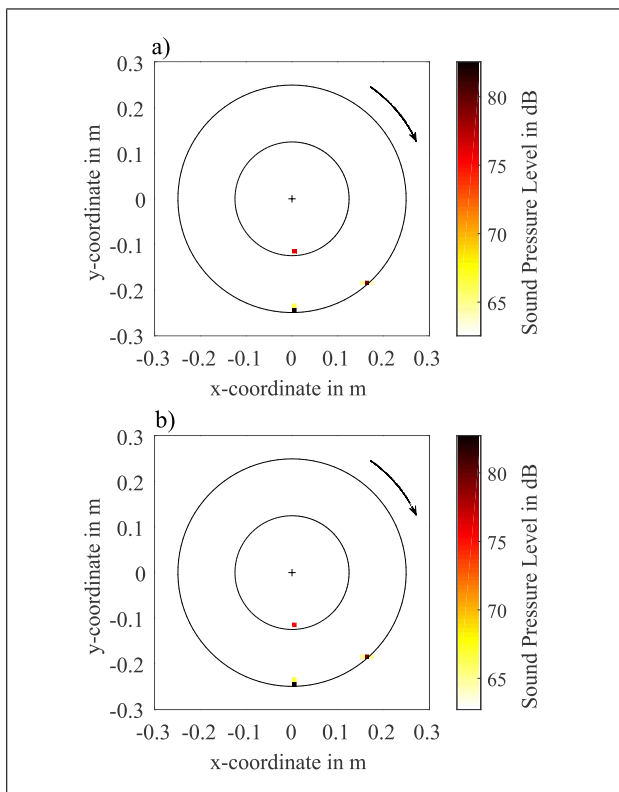 a)
0.3
0.2
0.1
0
-0.1
-0.2
-0.3
y-coordinate in m
-0.3 -0.2 -0.1 0 0.1 0.2 0.3
x-coordinate in m
80
75
70
65
Sound Pressure Level in dB
b)
0.3
0.2
0.1
0
-0.1
-0.2
-0.3
y-coordinate in m
-0.3 -0.2 -0.1 0 0.1 0.2 0.3
x-coordinate in m
80
75
70
65
Sound Pressure Level in dB